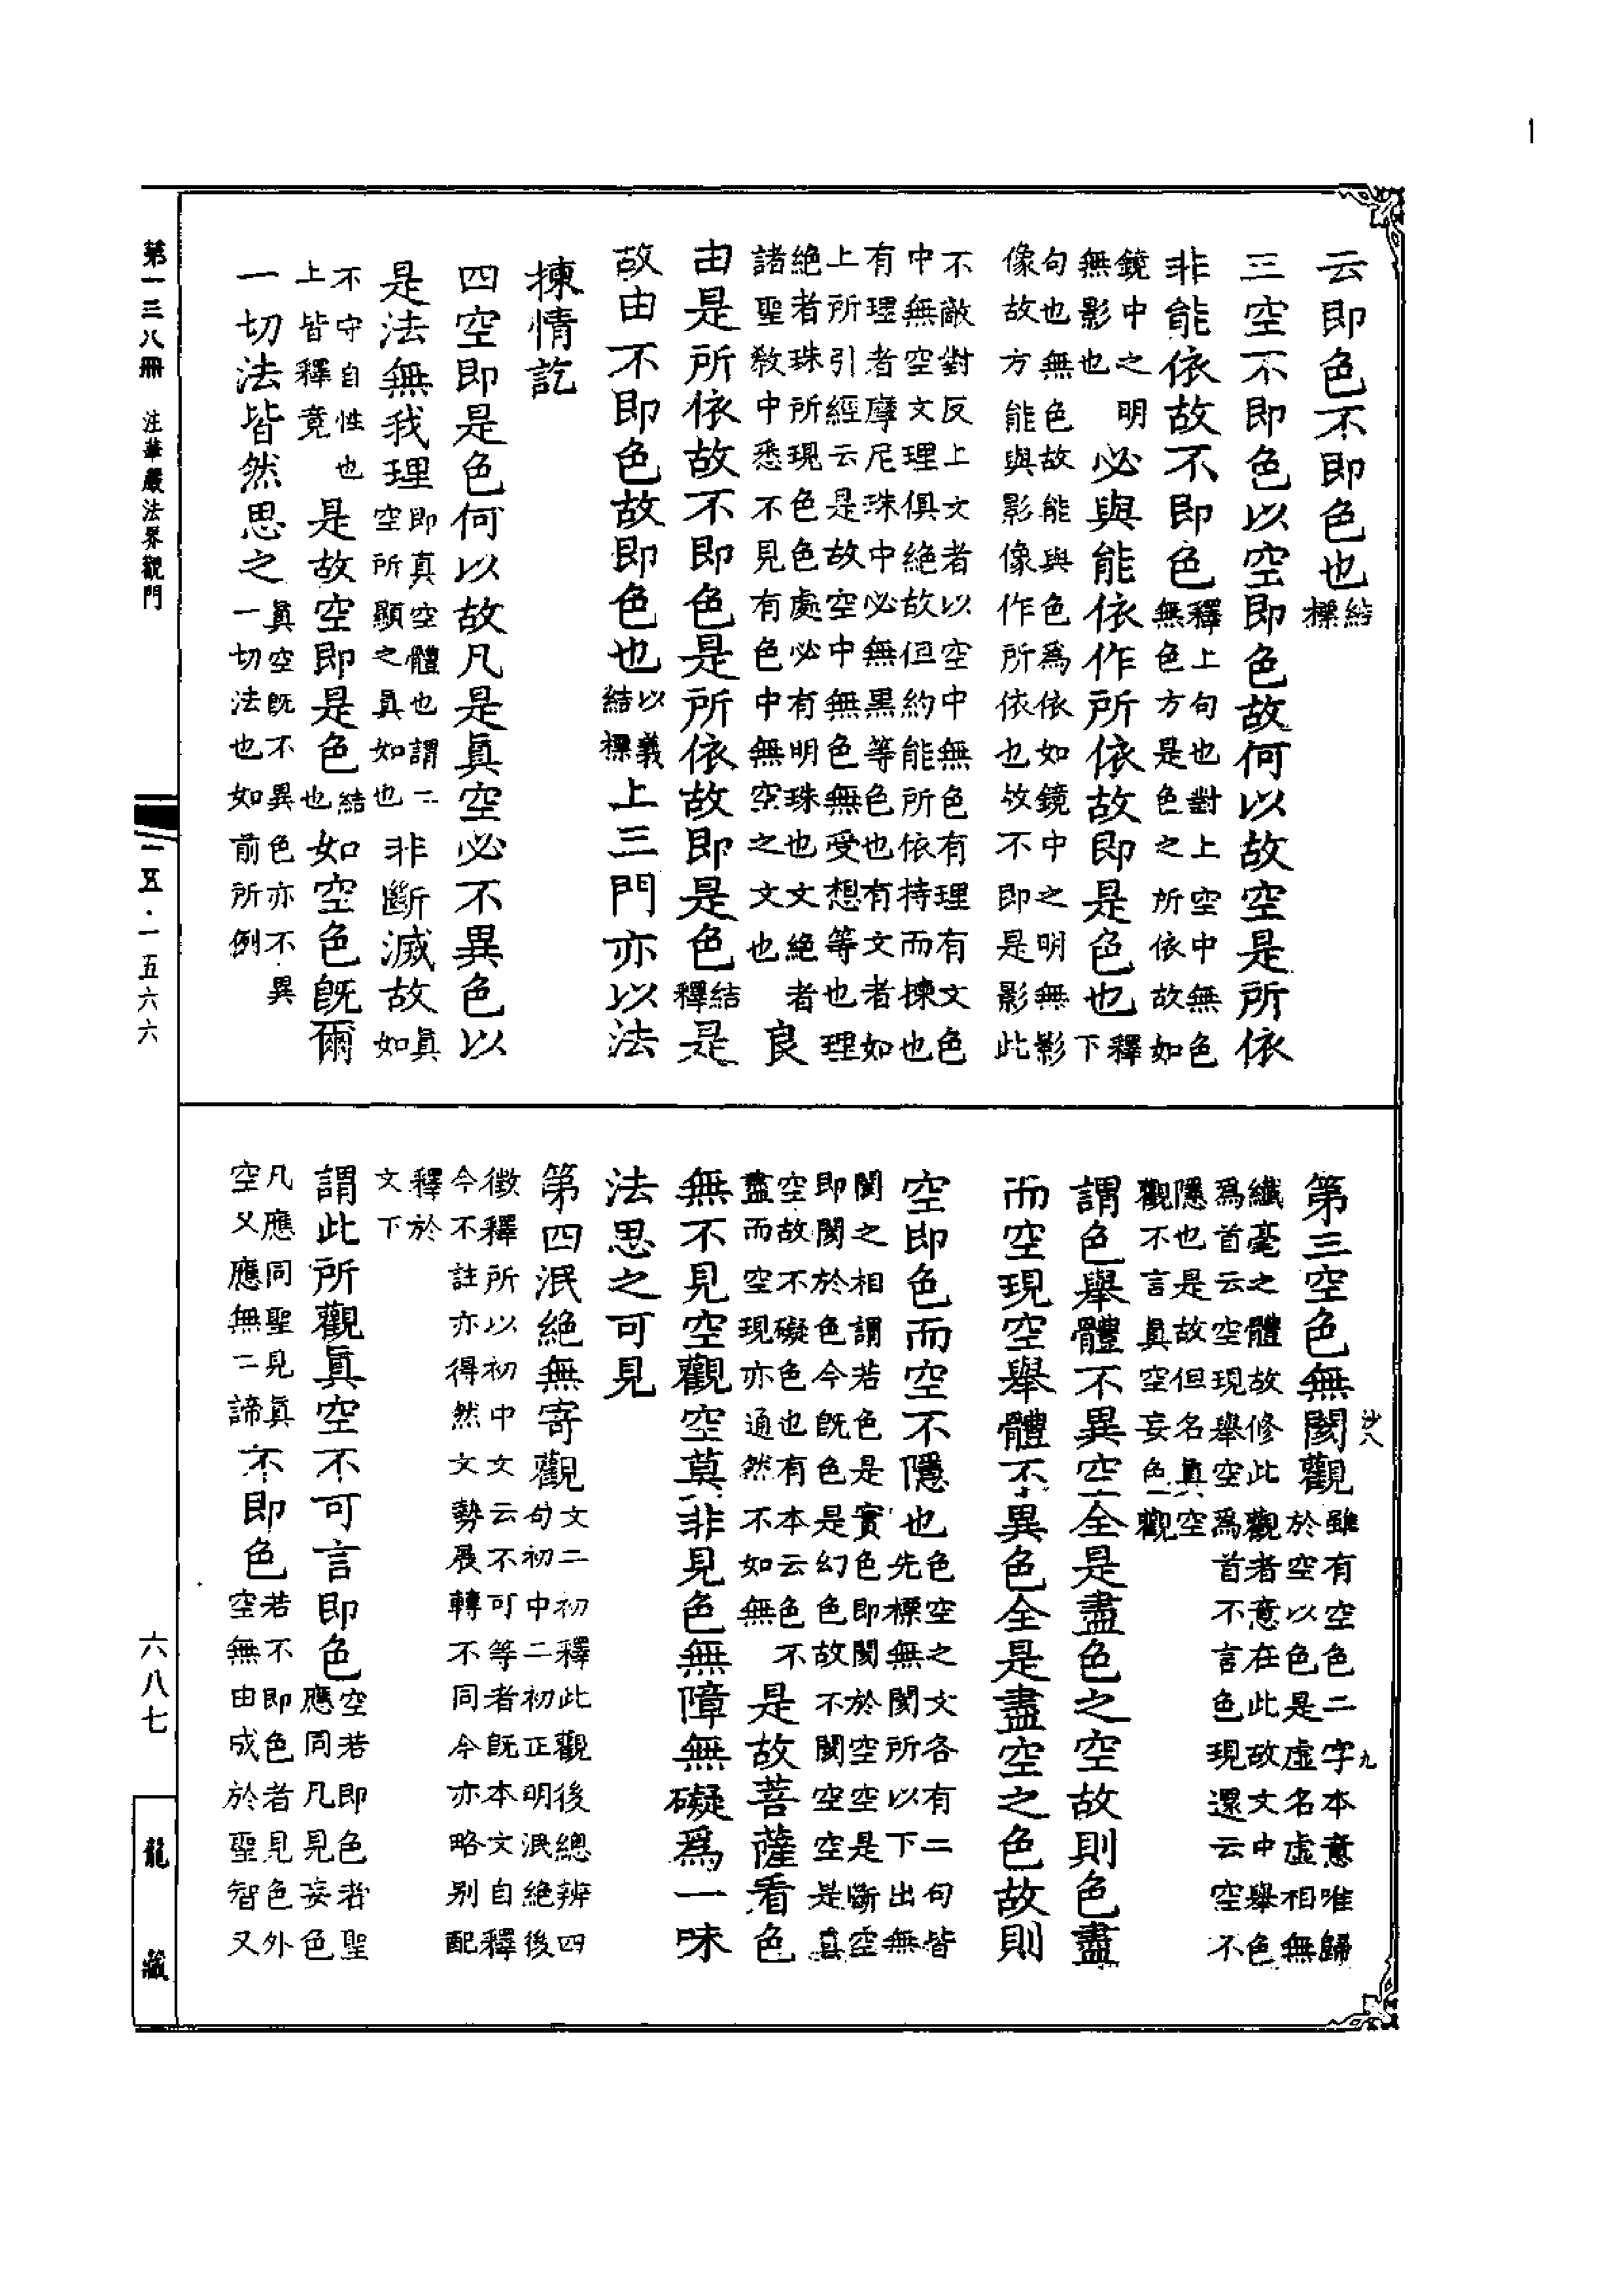 云即色不即色也結標
三空不即色以空即色故何以故空是所依
非能依故不即色釋上句也對上空中無色
無色方是色之所依故如
鏡中之明
無影也
必與能依作所依故即是色也釋下
句也無色故能與色為依如鏡中之明無影
像故方能與影像作所依也故不即是影此
不敵對反上文者以空中無色有理有文色
中無空文理俱絕故但約能所依持而揀也
有理者摩尼珠中必無黑等色也有文者如
上所引經云是故空中無色無受想等也理
絕者珠所現色色處必有明珠也文絕者
諸聖教中悉不見有色中無空之文也
良
由是所依故不即色是所依故即是色結釋是
故由不即色故即色也以義結標上三門亦以法
揀情訖
四空即是色何以故凡是眞空必不異色以
是法無我理即真空體也謂二
空所顯之真如也
非斷滅故真如
不守自性也
上皆釋竟
是故空即是色結也如空色既爾
一切法皆然思之真空既不異色亦不異
一切法也如前所例
第三空色無閡觀雖有空色二字本意唯歸
於空以色是虛名虛相無
纖毫之體故修此觀者意在此故文中舉色
爲首云空現舉空爲首不言色現還云空不
隱也是故但名眞空
觀不言眞空妄色觀
謂色舉體不異空全是盡色之空故則色盡
而空現空舉體不異色全是盡空之色故則
空即色而空不隱也色空之文各有二句皆
先標無閡所以下出無
閡之相謂若色是實色即閡於空空是斷空
即閡於色今既色是幻色故不閡空空是眞
空故不礙色也有本云色不
盡而空現亦通然不如無
是故菩薩看色
無不見空觀空莫非見色無障無礙爲一味
法思之可見
第四泯絶無寄觀文二初釋此觀後總辨四
句初中二初正明泯絶後
徵釋所以初中文云不可等者既本文自釋
今不註亦得然文勢展轉不同今亦略別配
釋於
文下
謂此所觀眞空不可言即色空若即色者聖
應同凡見妄色
凡應同聖見眞
空又應無二諦
不即色若不即色者見色外
空無由成於聖智又
沙八
九
第一三八冊 注華嚴法界觀門
一五·一五六六
六八七
龍藏
1